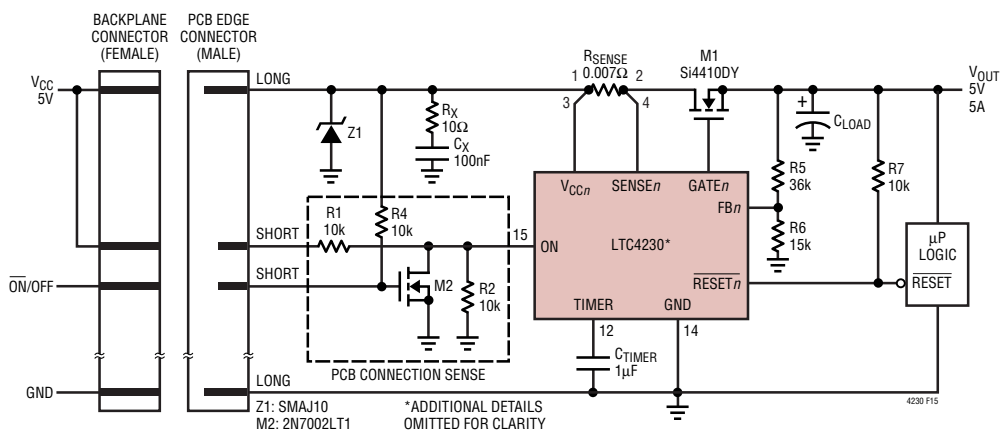 BACKPLANE
CONNECTOR
(FEMALE)
PCB EDGE
CONNECTOR
(MALE)
VCC
5V
LONG
Z1
RX
10Ω
CX
100nF
RSENSE
0.007Ω
1 2
3 4
M1
Si4410DY
VOUT
5V
5A
+
CLOAD
R5
36k
R7
10k
VCCn SENSEn GATEn
FBn
R6
15k
LTC4230*
15
ON
SHORT
R1
10k
R4
10k
SHORT
ON/OFF
M2
R2
10k
RESETn
μP
LOGIC
RESET
TIMER GND
12 14
CTIMER
1μF
PCB CONNECTION SENSE
GND
LONG
Z1: SMAJ10
M2: 2N7002LT1
*ADDITIONAL DETAILS
OMITTED FOR CLARITY
4230 F15